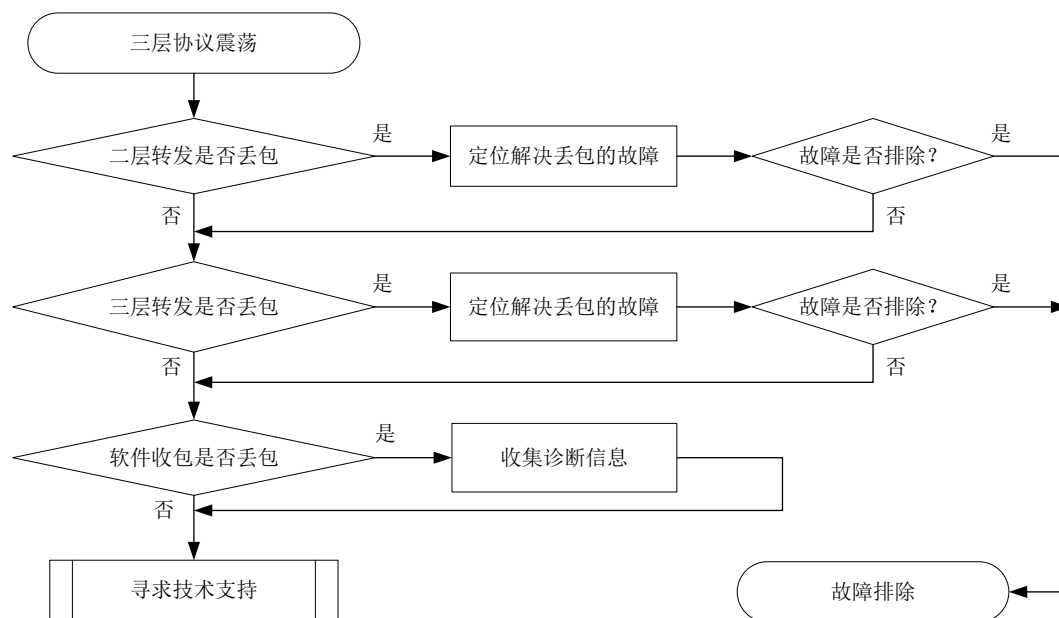 三层协议震荡
二层转发是否丢包
是
定位解决丢包的故障
故障是否排除？
是
否
否
三层转发是否丢包
是
定位解决丢包的故障
故障是否排除？
是
否
否
软件收包是否丢包
是
收集诊断信息
否
寻求技术支持
故障排除